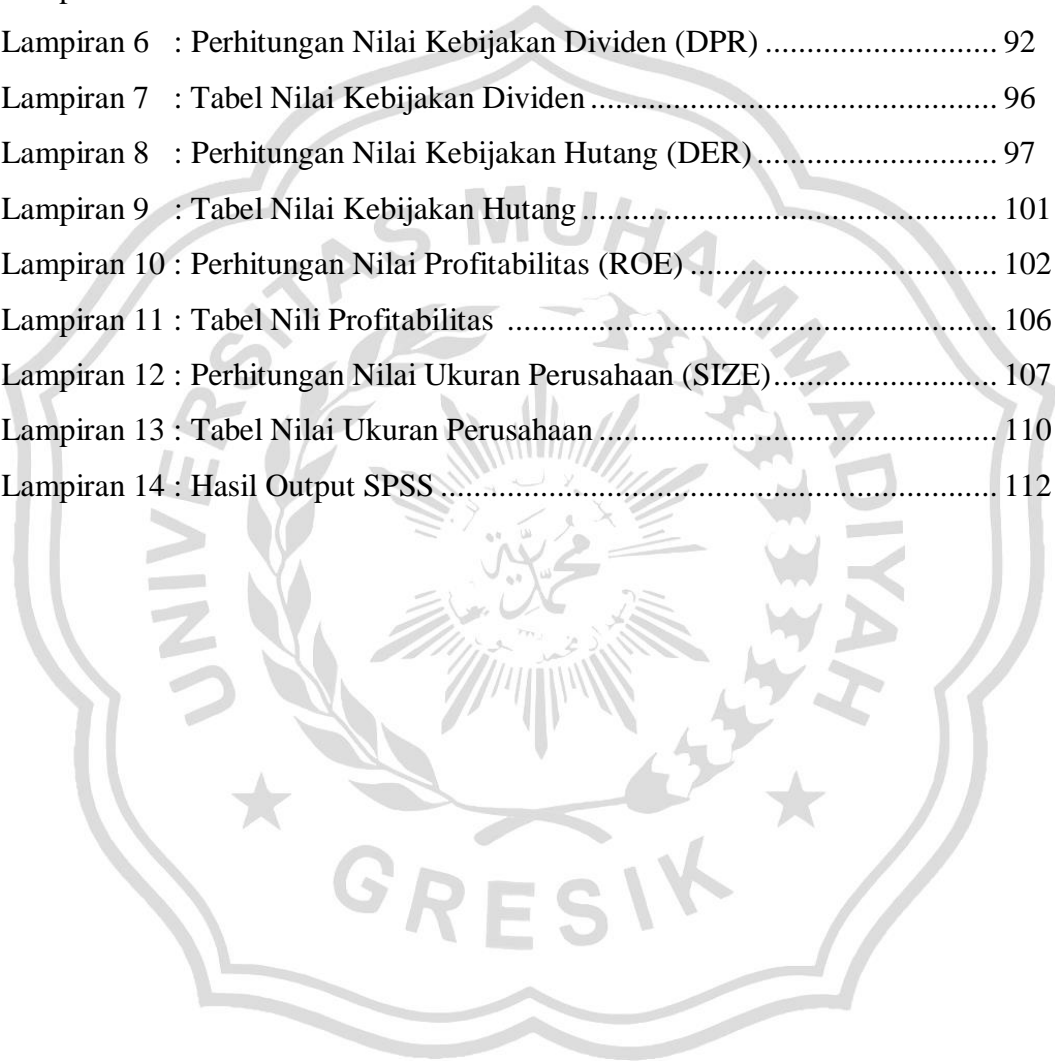 Lampiran 6 : Perhitungan Nilai Kebijakan Dividen (DPR) ........................... 92
Lampiran 7 : Tabel Nilai Kebijakan Dividen ................................................ 96
Lampiran 8 : Perhitungan Nilai Kebijakan Hutang (DER) ............................ 97
Lampiran 9 : Tabel Nilai Kebijakan Hutang ................................................. 101
Lampiran 10 : Perhitungan Nilai Profitabilitas (ROE) .................................... 102
Lampiran 11 : Tabel Nili Profitabilitas .......................................................... 106
Lampiran 12 : Perhitungan Nilai Ukuran Perusahaan (SIZE) .......................... 107
Lampiran 13 : Tabel Nilai Ukuran Perusahaan ............................................... 110
Lampiran 14 : Hasil Output SPSS .................................................................. 112
UNIVERSITAS MUHAMMADIYAH
GRESIK